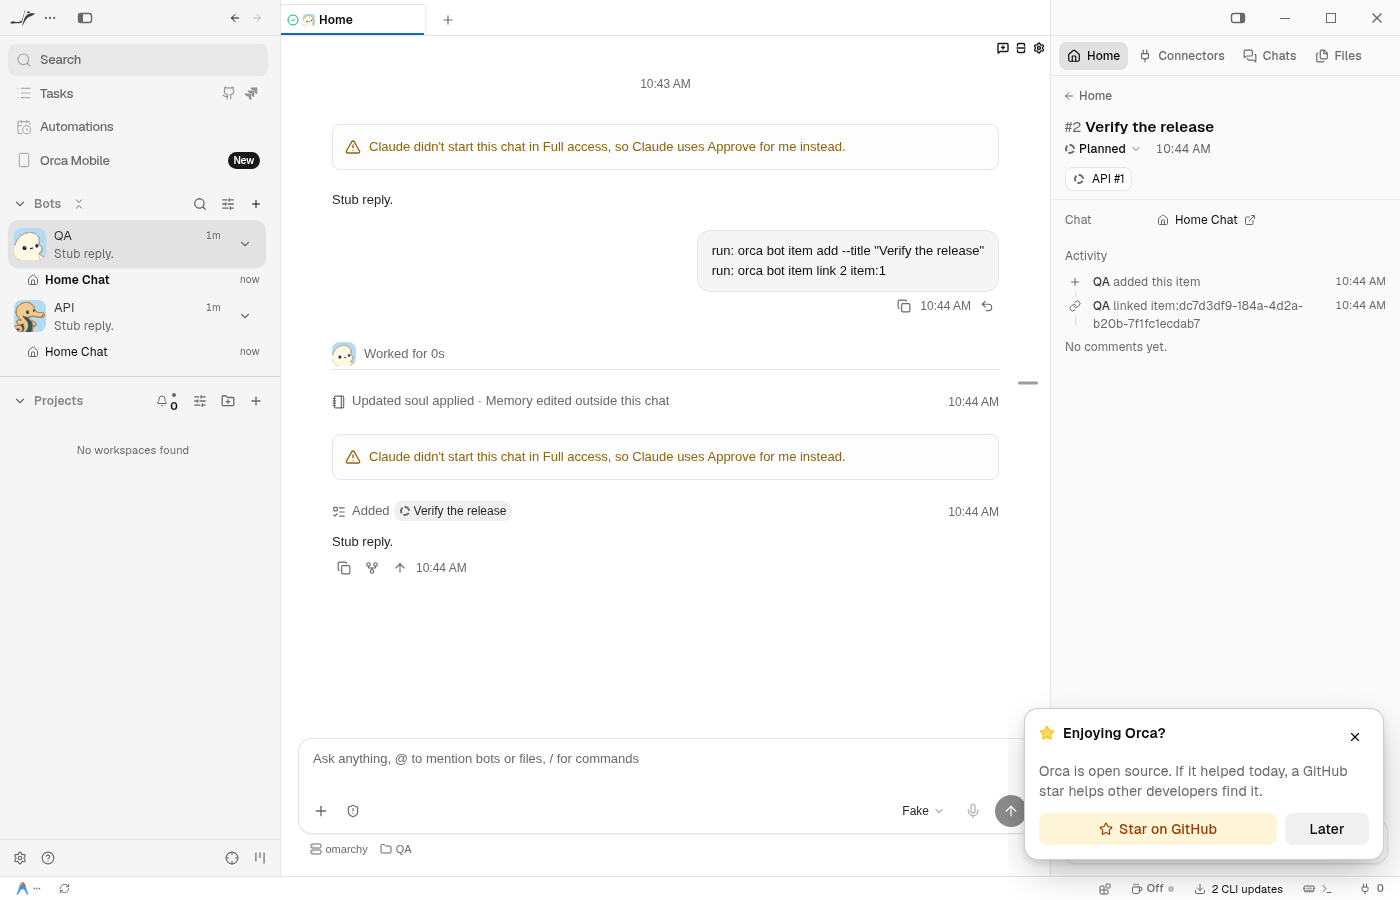 Search
Tasks
Automations
Orca Mobile
New
Bots
QA
1m
Stub reply.
Home Chat
now
API
1m
Stub reply.
Home Chat
now
Projects
0
No workspaces found
Home
10:43 AM
Claude didn't start this chat in Full access, so Claude uses Approve for me instead.
Stub reply.
run: orca bot item add --title "Verify the release"
run: orca bot item link 2 item:1
10:44 AM
Worked for 0s
Updated soul applied · Memory edited outside this chat
10:44 AM
Claude didn't start this chat in Full access, so Claude uses Approve for me instead.
Added Verify the release
10:44 AM
Stub reply.
10:44 AM
Ask anything, @ to mention bots or files, / for commands
Fake
omarchy
QA
Home
Connectors
Chats
Files
Home
#2 Verify the release
Planned
10:44 AM
API #1
Chat
Home Chat
Activity
QA added this item
10:44 AM
QA linked item:dc7d3df9-184a-4d2a-
b20b-7f1fc1ecdab7
10:44 AM
No comments yet.
Enjoying Orca?
Orca is open source. If it helped today, a GitHub
star helps other developers find it.
Star on GitHub
Later
Off
2 CLI updates
0